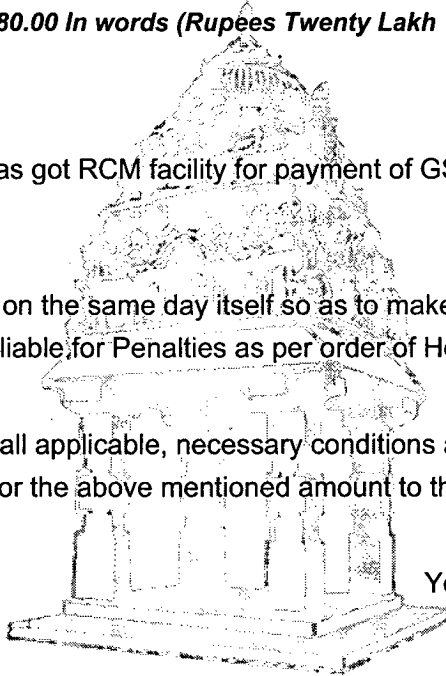 80.00 In words (Rupees Twenty Lakh
as got RCM facility for payment of GS
on the same day itself so as to make
liable for Penalties as per order of H
all applicable, necessary conditions a
or the above mentioned amount to th
Yo